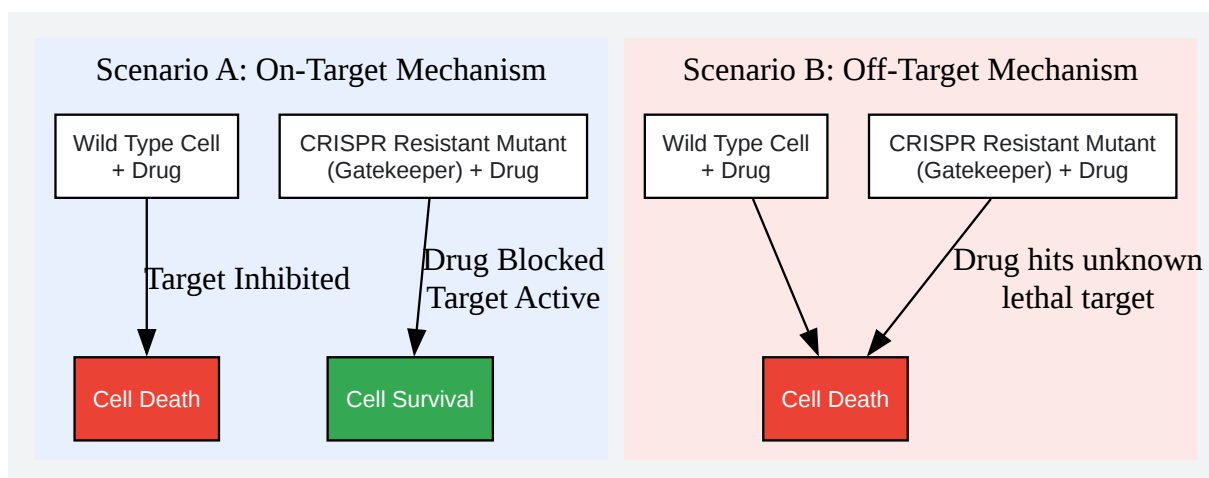 Scenario A: On-Target Mechanism
Wild Type Cell
+ Drug
CRISPR Resistant Mutant
(Gatekeeper) + Drug
Target Inhibited
Drug Blocked
Target Active
Cell Death
Cell Survival
Scenario B: Off-Target Mechanism
Wild Type Cell
+ Drug
CRISPR Resistant Mutant
(Gatekeeper) + Drug
Drug hits unknown
lethal target
Cell Death